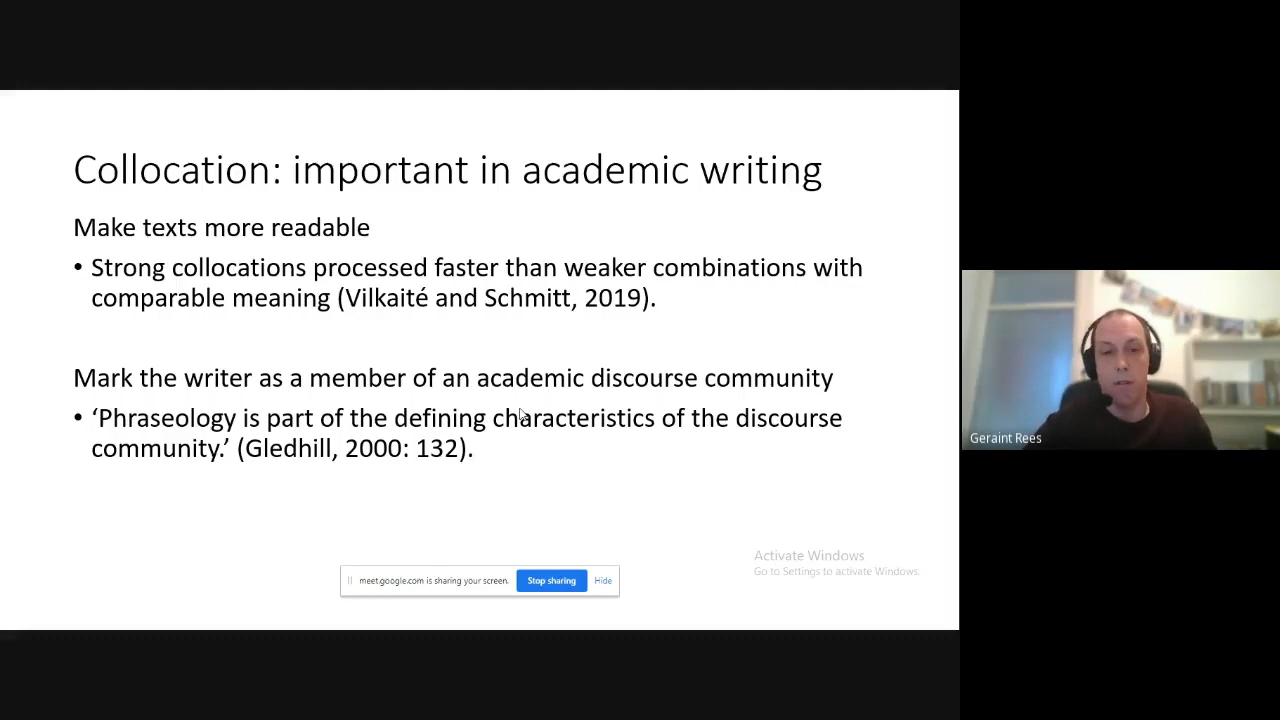 Collocation: important in academic writing
Make texts more readable
• Strong collocations processed faster than weaker combinations with
comparable meaning (Vilkaité and Schmitt, 2019).
Mark the writer as a member of an academic discourse community
• ‘Phraseology is part of the defining characteristics of the discourse
community.’ (Gledhill, 2000: 132).
Geraint Rees
Activate Windows
Go to Settings to activate Windows.
meet.google.com is sharing your screen. Stop sharing Hide